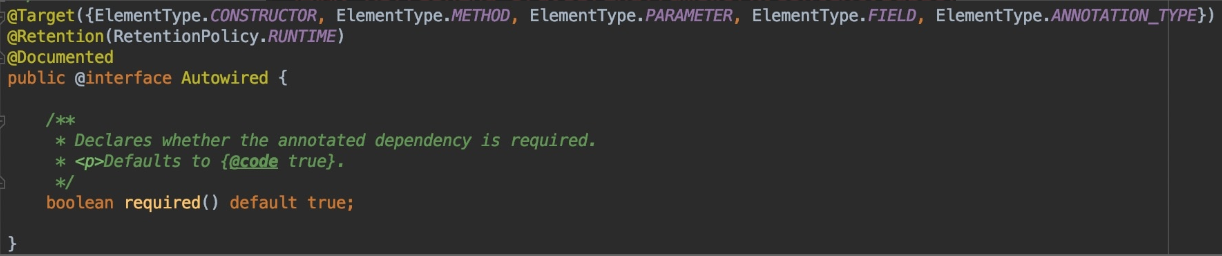 @Target({ElementType.CONSTRUCTOR, ElementType.METHOD, ElementType.PARAMETER, ElementType.FIELD, ElementType.ANNOTATION_TYPE})
@Retention(RetentionPolicy.RUNTIME)
@Documented
public @interface Autowired {
/**
* Declares whether the annotated dependency is required.
* <p>Defaults to {@code true}.
*/
boolean required() default true;
}